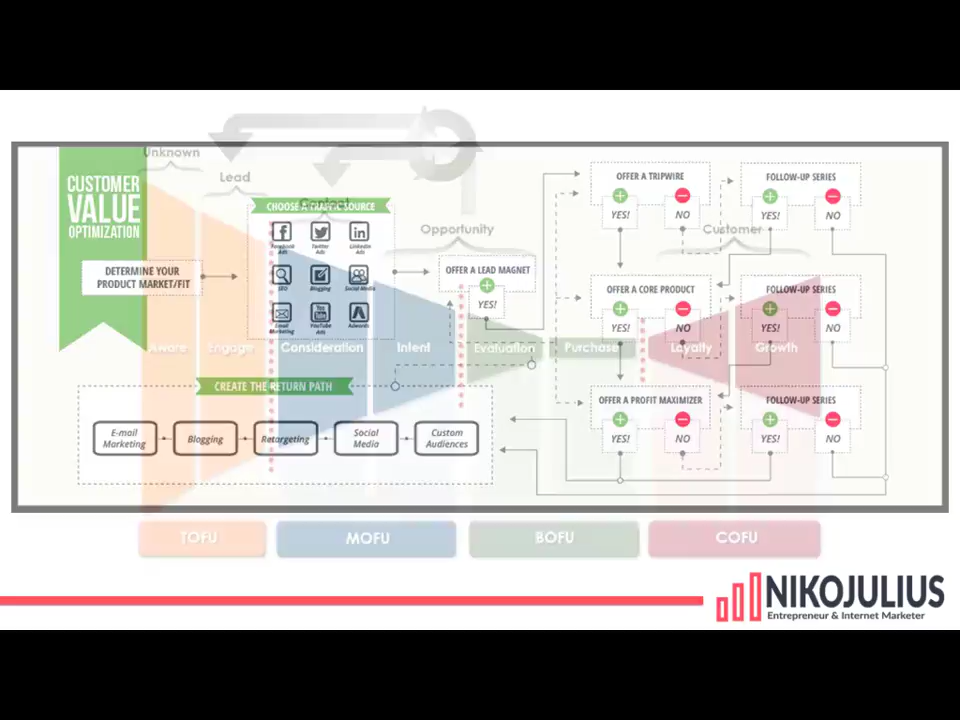 CUSTOMER
VALUE
OPTIMIZATION
Unknown
Lead
CHOOSE A TRAFFIC SOURCE
Facebook
Ads
Twitter
Ads
LinkedIn
Ads
SEO
Blogging
Social Media
Email
Marketing
YouTube
Ads
Adwords
DETERMINE YOUR
PRODUCT MARKET/FIT
Opportunity
OFFER A LEAD MAGNET
YES!
OFFER A TRIPWIRE
YES!
NO
FOLLOW-UP SERIES
YES!
NO
Customer
OFFER A CORE PRODUCT
YES!
NO
FOLLOW-UP SERIES
YES!
NO
OFFER A PROFIT MAXIMIZER
YES!
NO
FOLLOW-UP SERIES
YES!
NO
Aware
Engage
Consideration
Intent
Evaluation
Purchase
Loyalty
Growth
CREATE THE RETURN PATH
E-mail
Marketing
Blogging
Retargeting
Social
Media
Custom
Audiences
TOFU
MOFU
BOFU
COFU
NIKOJULIUS
Entrepreneur & Internet Marketer